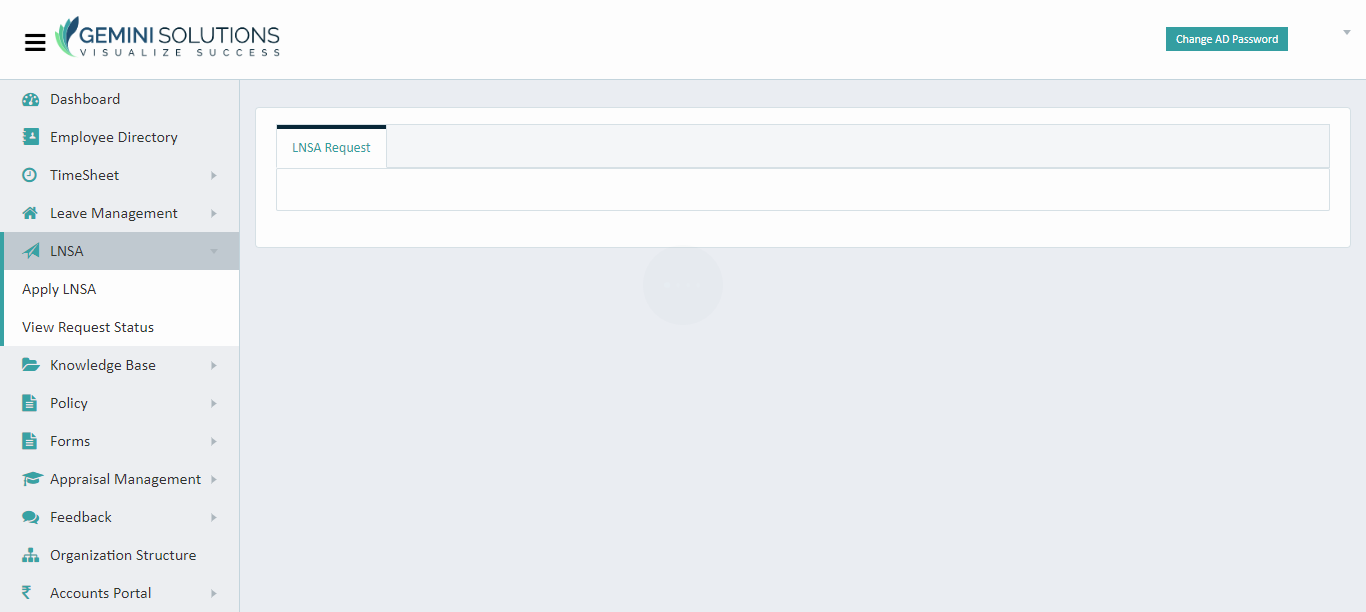 GEMINI SOLUTIONS
VISUALIZE SUCCESS
Change AD Password
Dashboard
Employee Directory
TimeSheet
Leave Management
LNSA
Apply LNSA
View Request Status
Knowledge Base
Policy
Forms
Appraisal Management
Feedback
Organization Structure
₹ Accounts Portal
LNSA Request